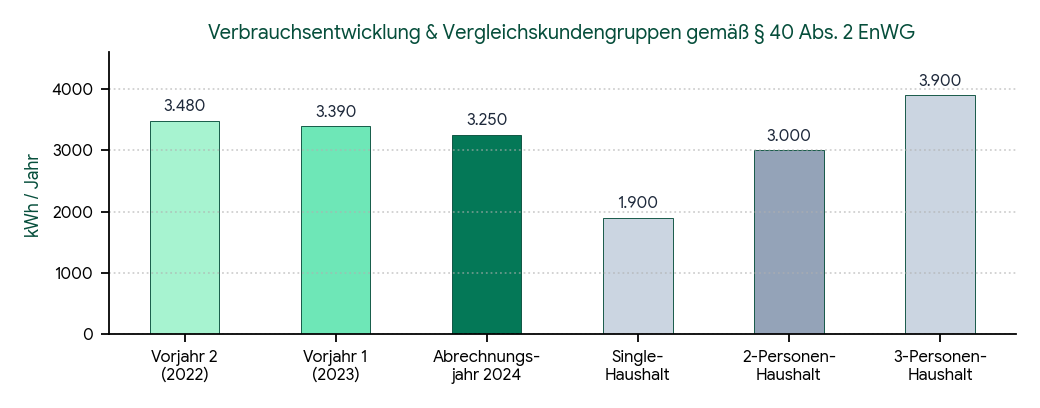 Verbrauchsentwicklung & Vergleichskundengruppen gemäß § 40 Abs. 2 EnWG
kWh / Jahr
4000
3000
2000
1000
0
3.480
3.390
3.250
1.900
3.000
3.900
Vorjahr 2
(2022)
Vorjahr 1
(2023)
Abrechnungs-
jahr 2024
Single-
Haushalt
2-Personen-
Haushalt
3-Personen-
Haushalt